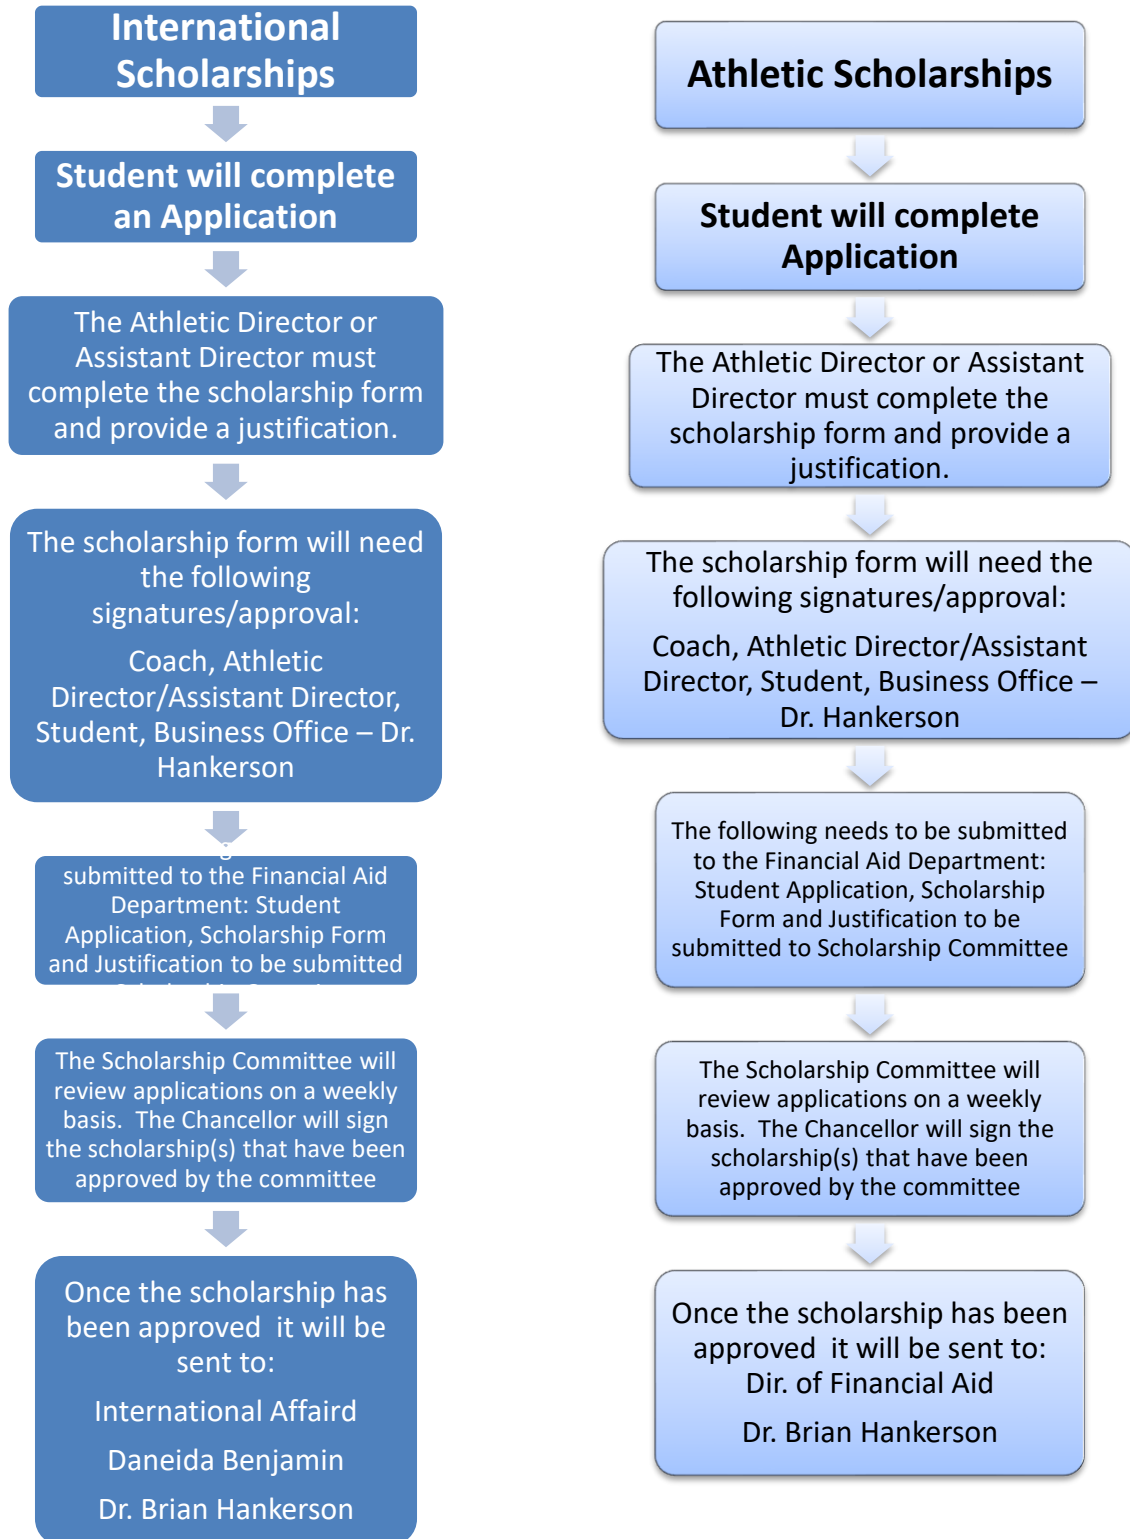 International
Scholarships
Student will complete
an Application
The Athletic Director or
Assistant Director must
complete the scholarship form
and provide a justification.
The scholarship form will need
the following
signatures/approval:
Coach, Athletic
Director/Assistant Director,
Student, Business Office – Dr.
Hankerson
submitted to the Financial Aid
Department: Student
Application, Scholarship Form
and Justification to be submitted
The Scholarship Committee will
review applications on a weekly
basis. The Chancellor will sign
the scholarship(s) that have been
approved by the committee
Once the scholarship has
been approved it will be
sent to:
International Affaird
Daneida Benjamin
Dr. Brian Hankerson
Athletic Scholarships
Student will complete
Application
The Athletic Director or Assistant
Director must complete the
scholarship form and provide a
justification.
The scholarship form will need the
following signatures/approval:
Coach, Athletic Director/Assistant
Director, Student, Business Office –
Dr. Hankerson
The following needs to be submitted
to the Financial Aid Department:
Student Application, Scholarship
Form and Justification to be
submitted to Scholarship Committee
The Scholarship Committee will
review applications on a weekly
basis. The Chancellor will sign the
scholarship(s) that have been
approved by the committee
Once the scholarship has been
approved it will be sent to:
Dir. of Financial Aid
Dr. Brian Hankerson